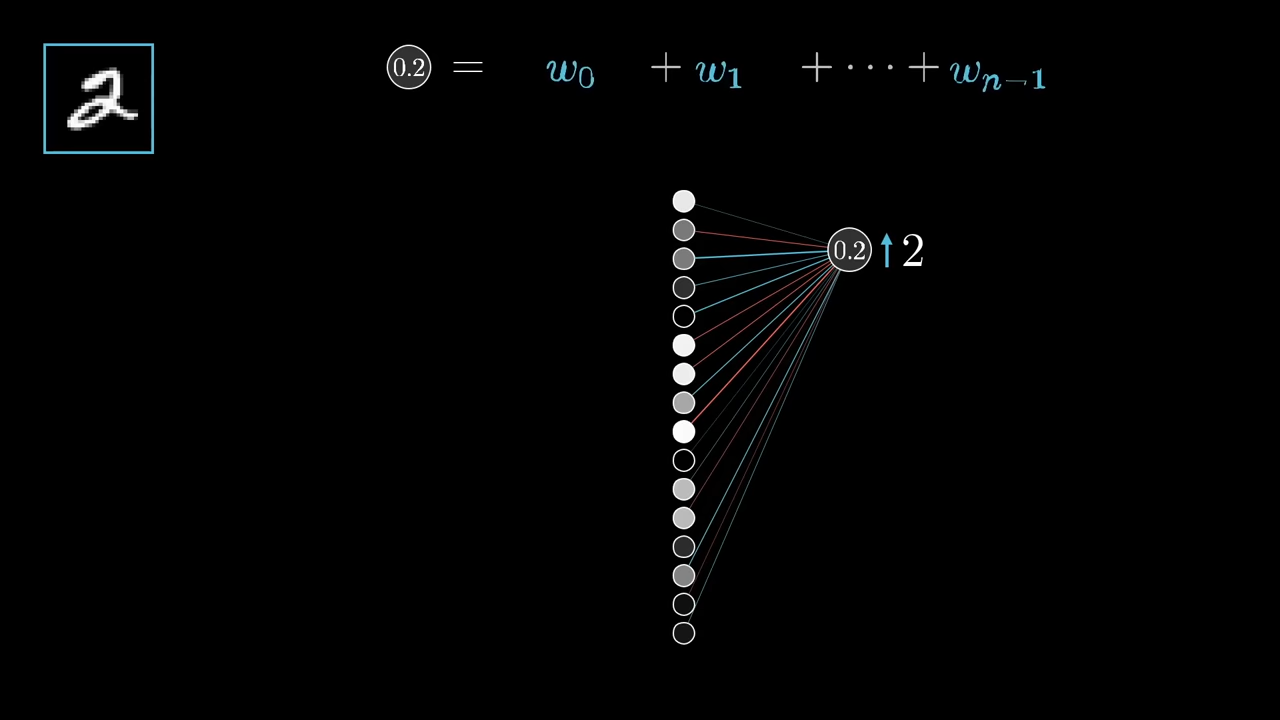 0.2 = w₀ + w₁ + ··· + wₙ₋₁
2
0.2 ↑ 2